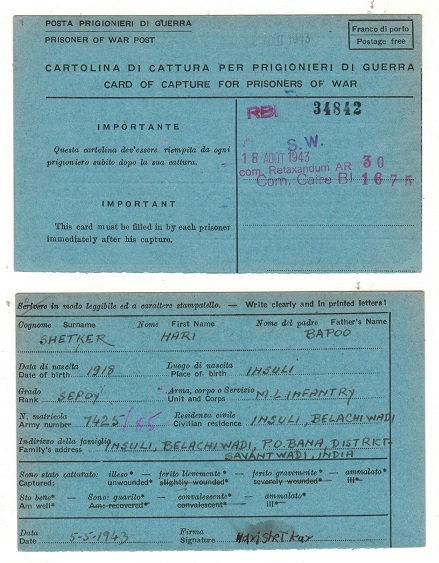 POSTA PRIGIONIERI DI GUERRA
PRISONER OF WAR POST
1943
Franco di porto
Postage free
CARTOLINA DI CATTURA PER PRIGIONIERI DI GUERRA
CARD OF CAPTURE FOR PRISONERS OF WAR
RBI 34842
IMPORTANTE
Questa cartolina dev'essere riempita da ogni
prigioniero subito dopo la sua cattura.
S.W.
18 AOUT 1943
com. Retaxandum AR 30
Com. Caire BI 1675
IMPORTANT
This card must be filled in by each prisoner
immediately after his capture.
Scrivere in modo leggibile ed a carattere stampatello. — Write clearly and in printed letters!
Cognome Surname Nome First Name Nome del padre Father's Name
SHETKER HARI BAPOO
Data di nascita Luogo di nascita
Date of birth 1918 Place of birth INSULI
Grado Arma, corpo o Servizio
Rank SEPOY Unit and Corps M.L. INFANTRY
N. matricola Residenza civile
Army number 7425 Civilian residence INSULI, BELACHIWADI
Indirizzo della famiglia
Family's address INSULI, BELACHIWADI, P.O. BANA, DISTRICT-
SAVANTWADI, INDIA
Sono stato catturato: illeso* — ferito lievemente* — ferito gravemente* — ammalato*
Captured: unwounded* slightly wounded* severely wounded* ill*
Sto bene* — Sono: guarito* — convalescente* — ammalato*
Am well* Am: recovered* convalescent* ill*
Data Firma
Date 5-5-1943 Signature Harishetkar